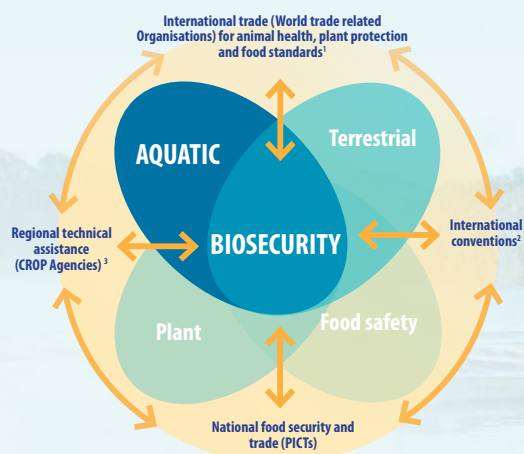 International trade (World trade related
Organisations) for animal health, plant protection
and food standards¹
AQUATIC
Terrestrial
Regional technical
assistance
(CROP Agencies) ³
BIOSECURITY
International
conventions²
Plant
Food safety
National food security and
trade (PICTs)